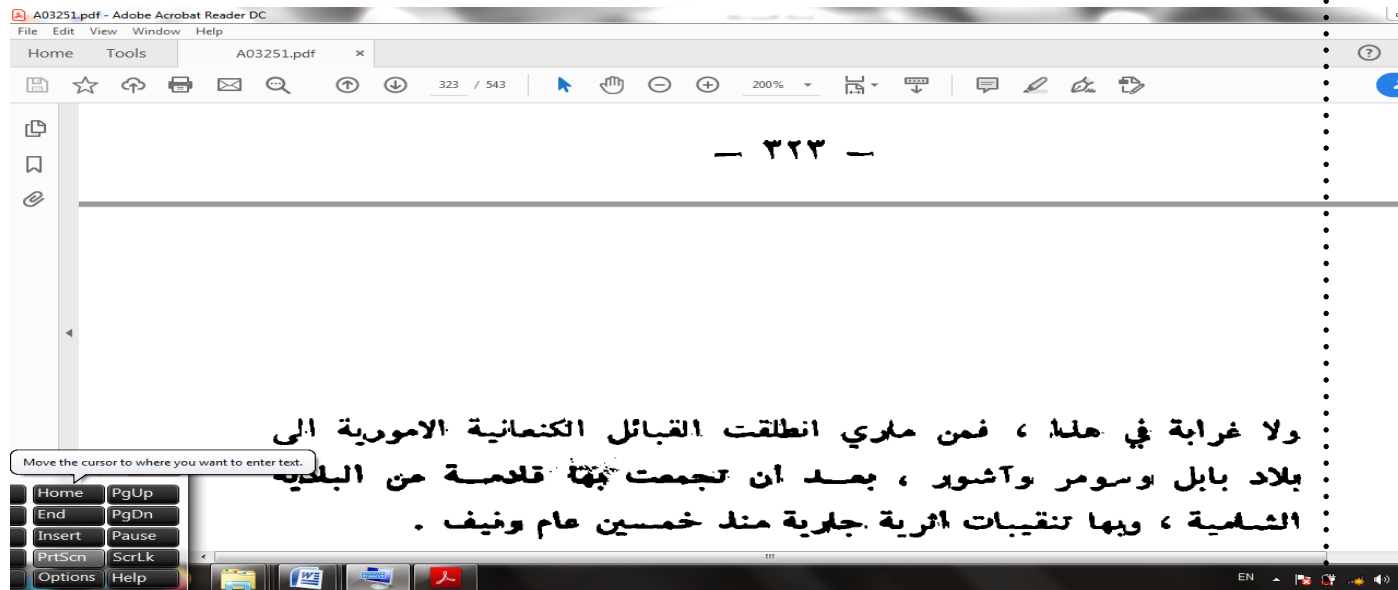 A03251.pdf - Adobe Acrobat Reader DC
File Edit View Window Help
Home Tools A03251.pdf ×
323 / 543 200%
— ٣٢٣ —
ولا غرابة في هذا ، فمن ماري انطلقت القبائل الكنعانية الامورية الى
بلاد بابل وسومر وآشور ، بعد ان تجمعت بها قادمة من البادية
الشامية ، وبها تنقيبات اثرية جارية منذ خمسين عام ونيف .
Move the cursor to where you want to enter text.
Home PgUp
End PgDn
Insert Pause
PrtScn ScrLk
Options Help
EN